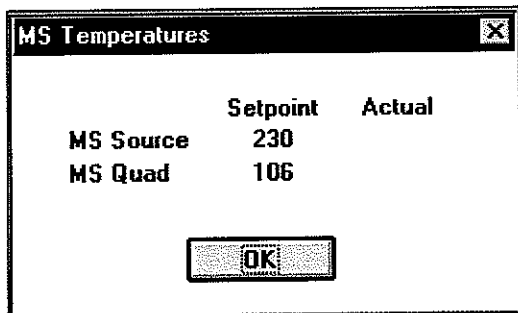 MS Temperatures
Setpoint Actual
MS Source 230
MS Quad 106
OK